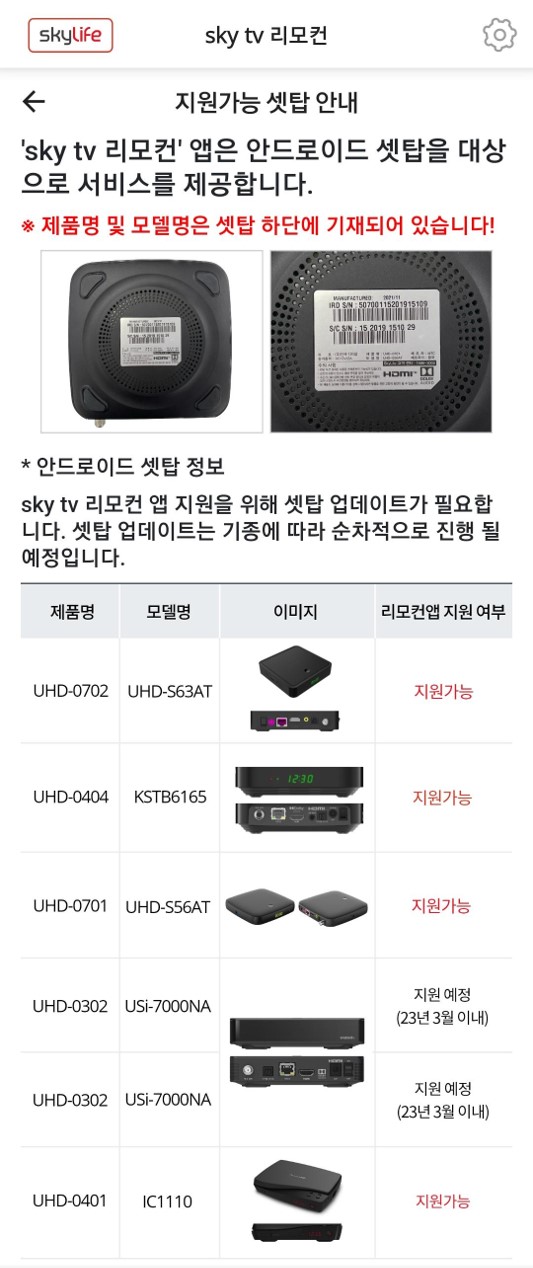 skylife
sky tv 리모컨
지원가능 셋탑 안내
'sky tv 리모컨' 앱은 안드로이드 셋탑을 대상
으로 서비스를 제공합니다.
※ 제품명 및 모델명은 셋탑 하단에 기재되어 있습니다!
MANUFACTURED: 2021/11
IRD S/N : 50700115201915109
S/C S/N : 15 2019 1510 29
HDMI
* 안드로이드 셋탑 정보
sky tv 리모컨 앱 지원을 위해 셋탑 업데이트가 필요합
니다. 셋탑 업데이트는 기종에 따라 순차적으로 진행 될
예정입니다.
제품명 모델명 이미지 리모컨앱 지원 여부
UHD-0702 UHD-S63AT 지원가능
UHD-0404 KSTB6165 12:30 지원가능
UHD-0701 UHD-S56AT 지원가능
UHD-0302 USi-7000NA 지원 예정
(23년 3월 이내)
UHD-0302 USi-7000NA 지원 예정
(23년 3월 이내)
UHD-0401 IC1110 지원가능